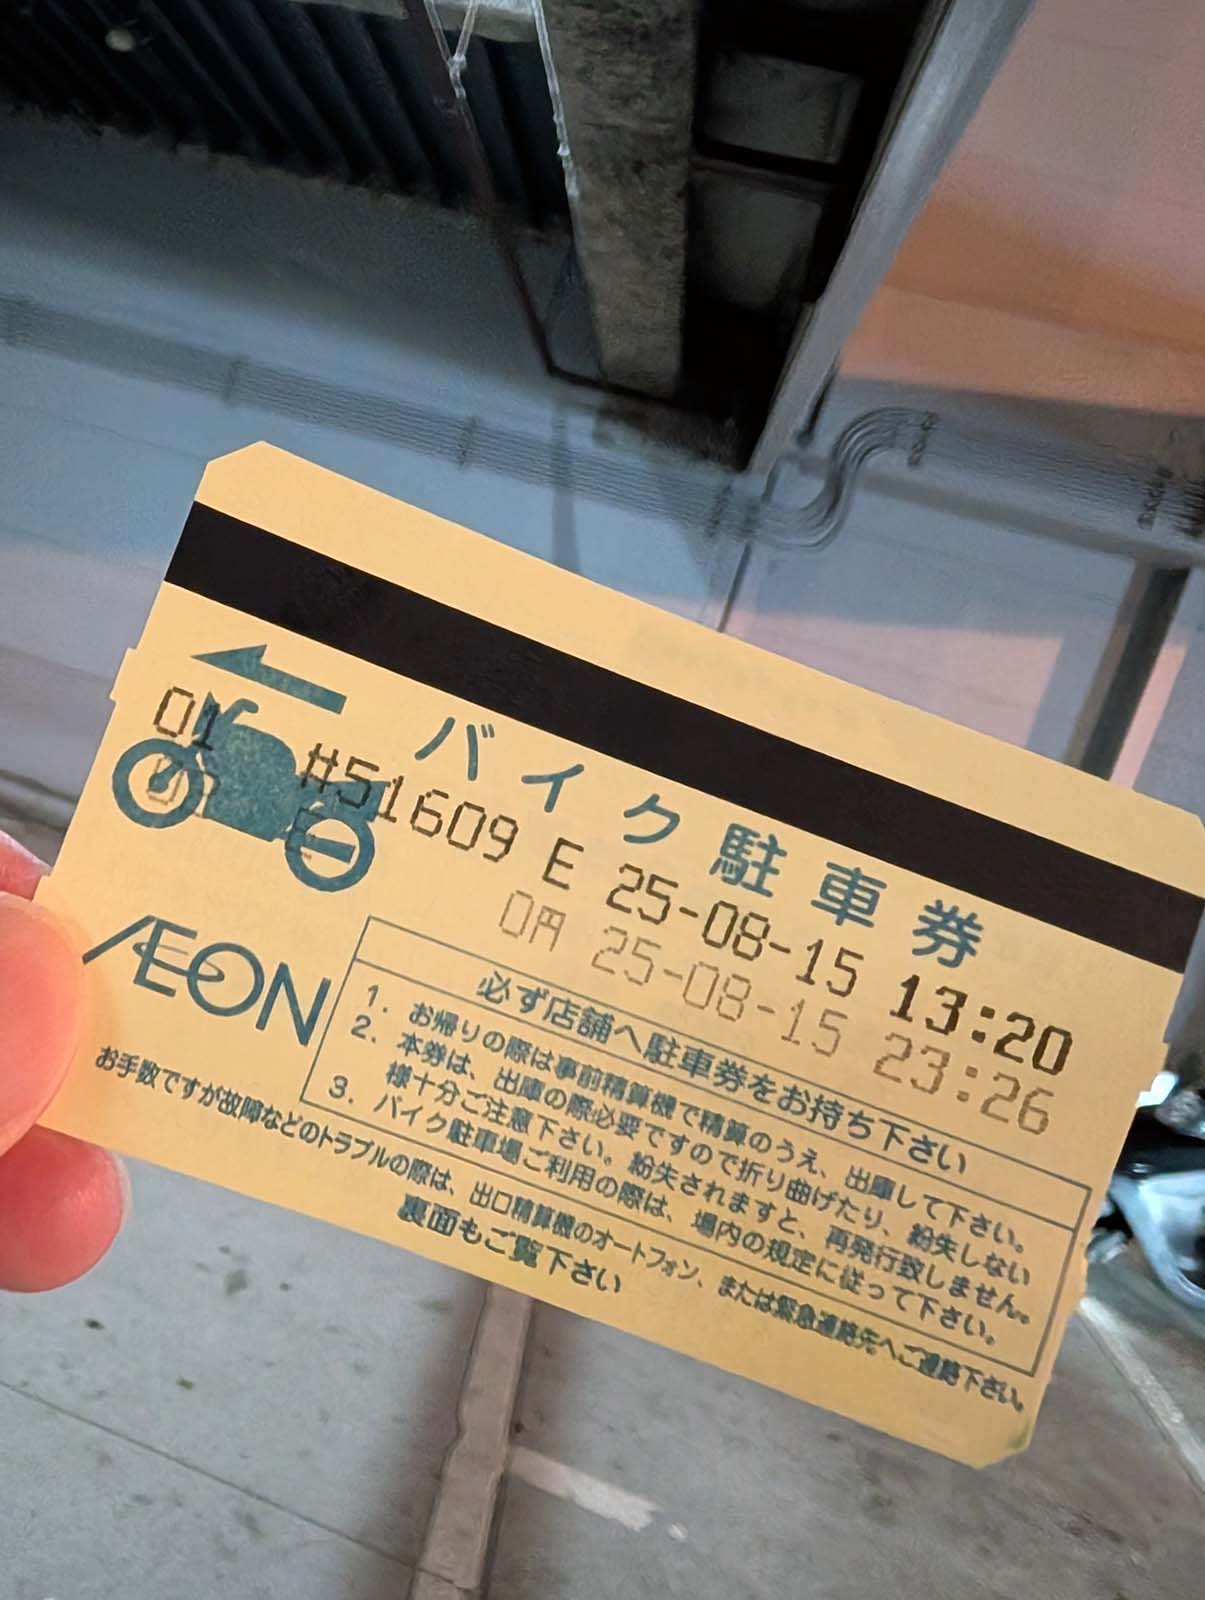 バイク駐車券
01 #51609 E 25-08-15 13:20
0円 25-08-15 23:26
ÆON
必ず店舗へ駐車券をお持ち下さい
1. お帰りの際は事前精算機で精算のうえ、出庫して下さい。
2. 本券は、出庫の際必要ですので折り曲げたり、紛失しない
様十分ご注意下さい。紛失されますと、再発行致しません。
3. バイク駐車場ご利用の際は、場内の規定に従って下さい。
お手数ですが故障などのトラブルの際は、出口精算機のオートフォン、または緊急連絡先へご連絡下さい。
裏面もご覧下さい